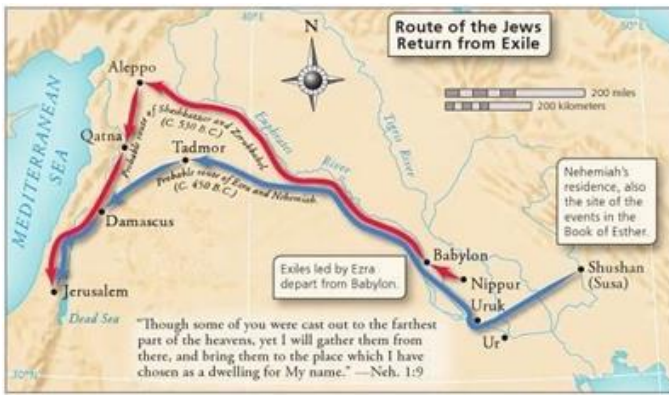 40°E
50°E
N
Route of the Jews
Return from Exile
200 miles
200 kilometers
Aleppo
Probable route of Sheshbazzar and Zerubbabel
(C. 530 B.C.)
Euphrates
River
Tigris River
Qatna
Tadmor
Probable route of Ezra and Nehemiah
(C. 450 B.C.)
MEDITERRANEAN
SEA
Nehemiah's
residence, also
the site of the
events in the
Book of Esther.
Damascus
Babylon
Exiles led by Ezra
depart from Babylon.
Nippur
Shushan
(Susa)
Uruk
Ur
Jerusalem
Dead Sea
"Though some of you were cast out to the farthest
part of the heavens, yet I will gather them from
there, and bring them to the place which I have
chosen as a dwelling for My name." —Neh. 1:9
30°N